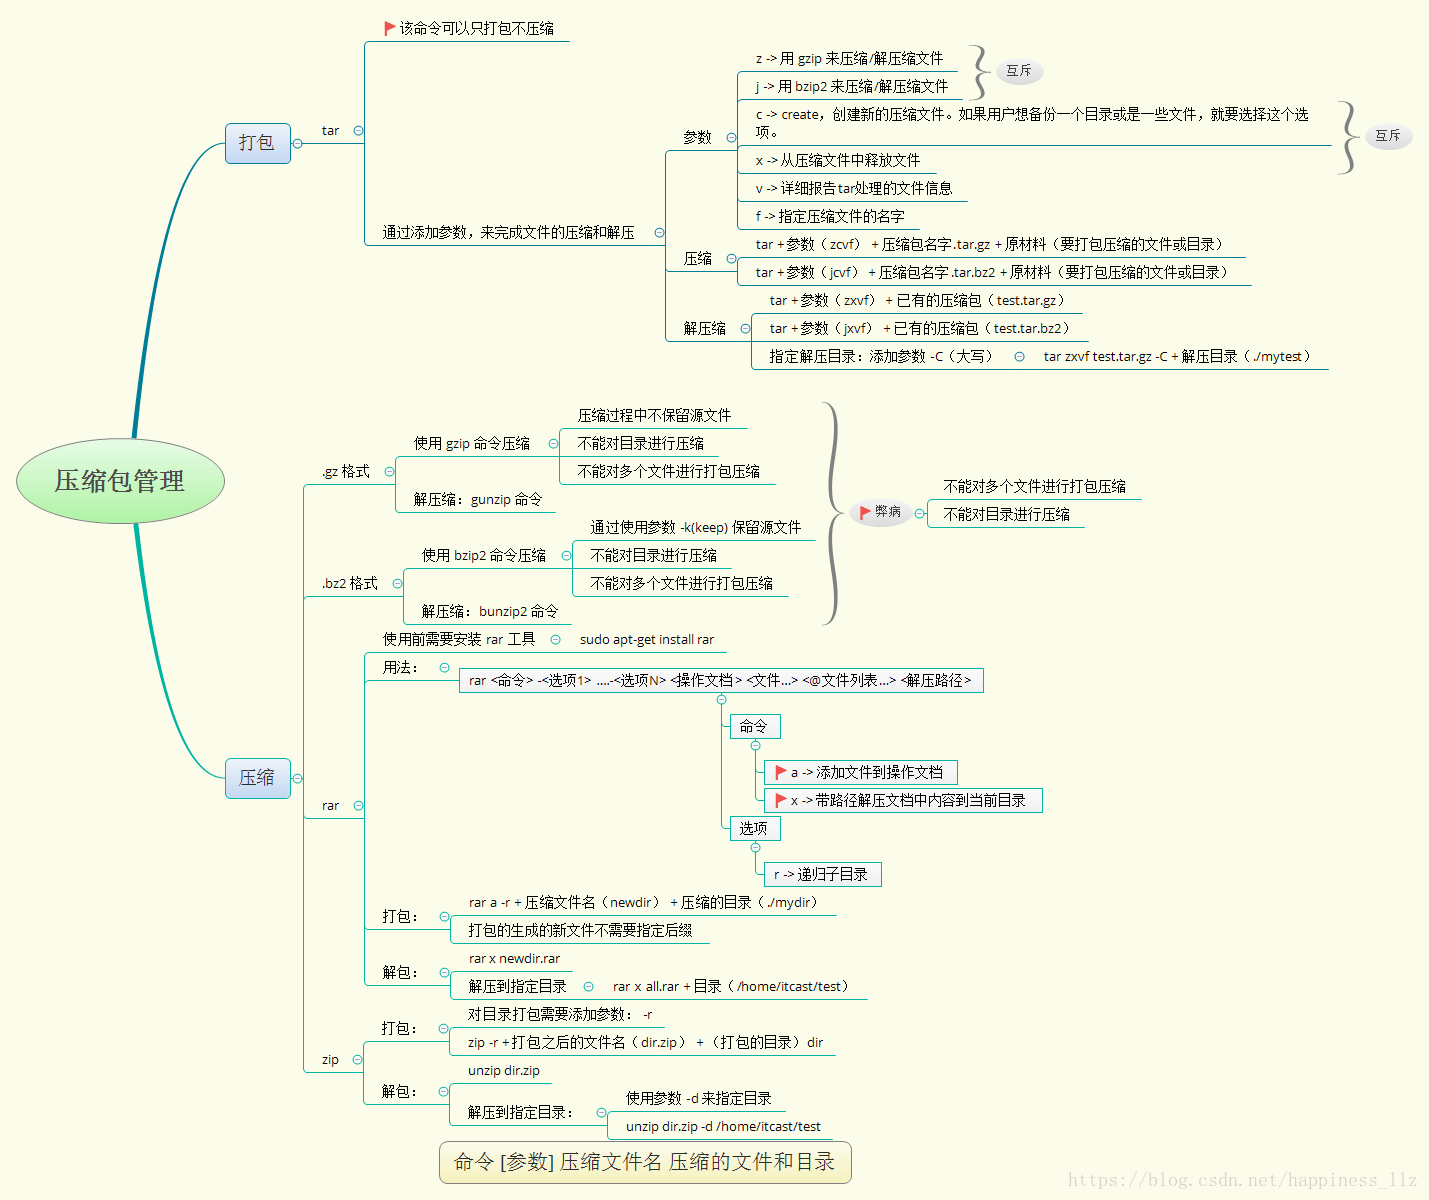 压缩包管理
打包
tar
该命令可以只打包不压缩
通过添加参数，来完成文件的压缩和解压
参数
z -> 用 gzip 来压缩/解压缩文件
j -> 用 bzip2 来压缩/解压缩文件
互斥
c -> create，创建新的压缩文件。如果用户想备份一个目录或是一些文件，就要选择这个选
项。
x -> 从压缩文件中释放文件
互斥
v -> 详细报告tar处理的文件信息
f -> 指定压缩文件的名字
压缩
tar + 参数（zcvf） + 压缩包名字.tar.gz + 原材料（要打包压缩的文件或目录）
tar + 参数（jcvf） + 压缩包名字.tar.bz2 + 原材料（要打包压缩的文件或目录）
解压缩
tar + 参数（zxvf） + 已有的压缩包（test.tar.gz）
tar + 参数（jxvf） + 已有的压缩包（test.tar.bz2）
指定解压目录：添加参数 -C（大写）
tar zxvf test.tar.gz -C + 解压目录（./mytest）
压缩
.gz 格式
使用 gzip 命令压缩
压缩过程中不保留源文件
不能对目录进行压缩
不能对多个文件进行打包压缩
解压缩：gunzip 命令
.bz2 格式
使用 bzip2 命令压缩
通过使用参数 -k(keep) 保留源文件
不能对目录进行压缩
不能对多个文件进行打包压缩
解压缩：bunzip2 命令
弊病
不能对多个文件进行打包压缩
不能对目录进行压缩
rar
使用前需要安装 rar 工具
sudo apt-get install rar
用法：
rar <命令> -<选项1> ....-<选项N> <操作文档> <文件...> <@文件列表...> <解压路径>
命令
a -> 添加文件到操作文档
x -> 带路径解压文档中内容到当前目录
选项
r -> 递归子目录
打包：
rar a -r + 压缩文件名（newdir） + 压缩的目录（./mydir）
打包的生成的新文件不需要指定后缀
解包：
rar x newdir.rar
解压到指定目录
rar x all.rar + 目录（/home/itcast/test）
zip
打包：
对目录打包需要添加参数： -r
zip -r + 打包之后的文件名（dir.zip） + （打包的目录）dir
解包：
unzip dir.zip
解压到指定目录：
使用参数 -d 来指定目录
unzip dir.zip -d /home/itcast/test
命令 [参数] 压缩文件名 压缩的文件和目录
https://blog.csdn.net/happiness_llz